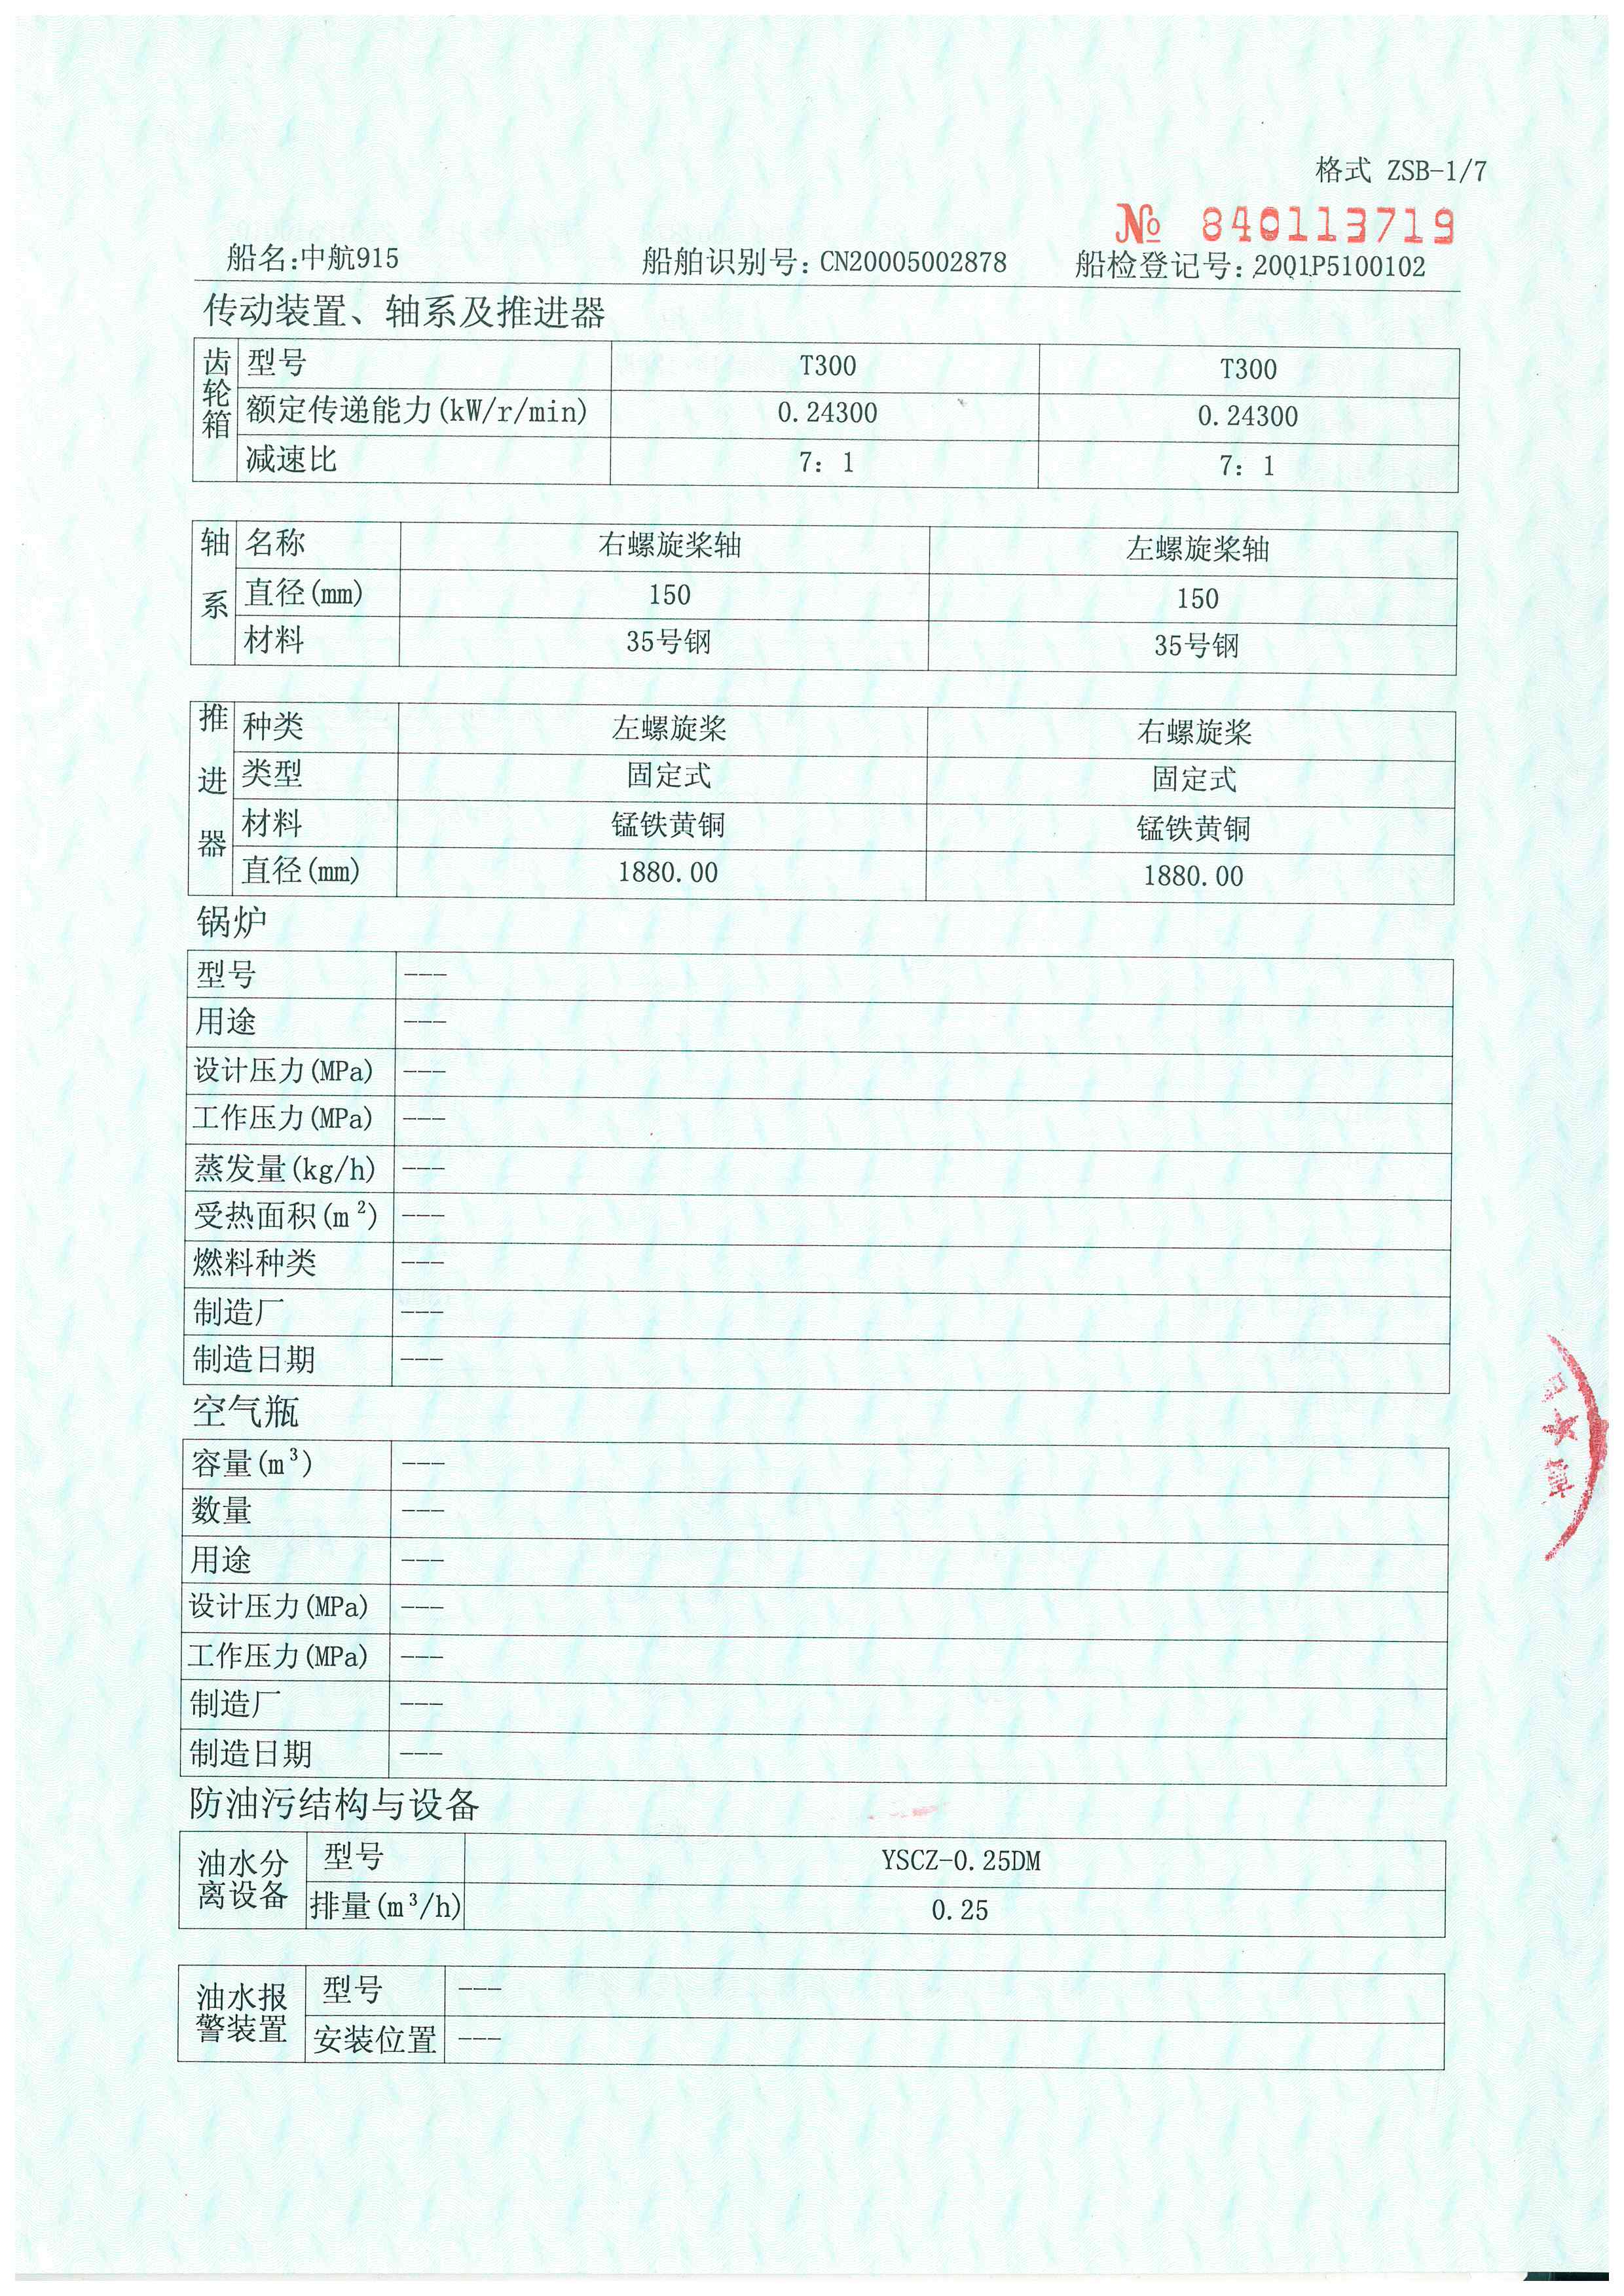 格式 ZSB-1/7
№ 840113719
船名:中航915 船舶识别号: CN20005002878 船检登记号: 2001P5100102
传动装置、轴系及推进器
齿轮箱 型号 T300 T300
额定传递能力(kW/r/min) 0.24300 0.24300
减速比 7: 1 7: 1
轴系 名称 右螺旋桨轴 左螺旋桨轴
直径(mm) 150 150
材料 35号钢 35号钢
推进器 种类 左螺旋桨 右螺旋桨
类型 固定式 固定式
材料 锰铁黄铜 锰铁黄铜
直径(mm) 1880.00 1880.00
锅炉
型号 ---
用途 ---
设计压力(MPa) ---
工作压力(MPa) ---
蒸发量(kg/h) ---
受热面积(m²) ---
燃料种类 ---
制造厂 ---
制造日期 ---
空气瓶
容量(m³) ---
数量 ---
用途 ---
设计压力(MPa) ---
工作压力(MPa) ---
制造厂 ---
制造日期 ---
防油污结构与设备
油水分离设备 型号 YSCZ-0.25DM
排量(m³/h) 0.25
油水报警装置 型号 ---
安装位置 ---